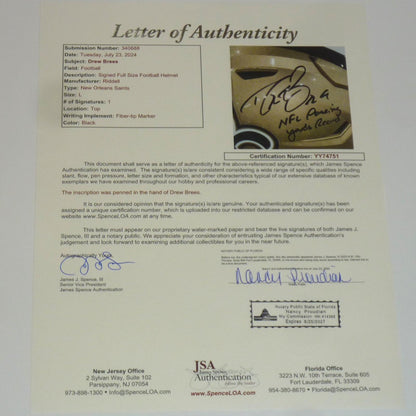 Letter of Authenticity
Submission Number: 340688
Date: Tuesday, July 23, 2024
Subject: Drew Brees
Field: Football
Description: Signed Full Size Football Helmet
Manufacturer: Riddell
Type: New Orleans Saints
Size: L
# of Signatures: 1
Location: Top
Writing Implement: Fiber-tip Marker
Color: Black
NFL Passing
yards Record
Certification Number: YY74751
This document shall serve as a letter of authenticity for the above-referenced signature(s), which James Spence
Authentication has examined. The signature(s) is/are consistent considering a wide range of specific qualities including
slant, flow, pen pressure, letter size and formation, and other characteristics typical of our extensive database of known
exemplars we have examined throughout our hobby and professional careers.
The inscription was penned in the hand of Drew Brees.
It is our considered opinion that the signature(s) is/are genuine. Your authenticated signature(s) has been
assigned a unique certification number, which is uploaded into our restricted database and can be confirmed on
our website www.SpenceLOA.com.
This letter must appear on our proprietary water-marked paper and bear the live signatures of both James J.
Spence, III and a notary public. We appreciate your consideration of entrusting James Spence Authentication's
judgement and look forward to examining additional collectibles for you in the near future.
Autographically Yours,
James J. Spence, III
Senior Vice President
James Spence Authentication
Notary Public State of Florida
Nancy Proudian
My Commission
Expires
New Jersey Office
2 Sylvan Way, Suite 102
Parsippany, NJ 07054
973-898-1300 • info@SpenceLOA.com
JSA
James Spence
Authentication
www.SpenceLOA.com
Florida Office
3223 N.W. 10th Terrace, Suite 605
Fort Lauderdale, FL 33309
954-380-8670 • info@SpenceLOA.com